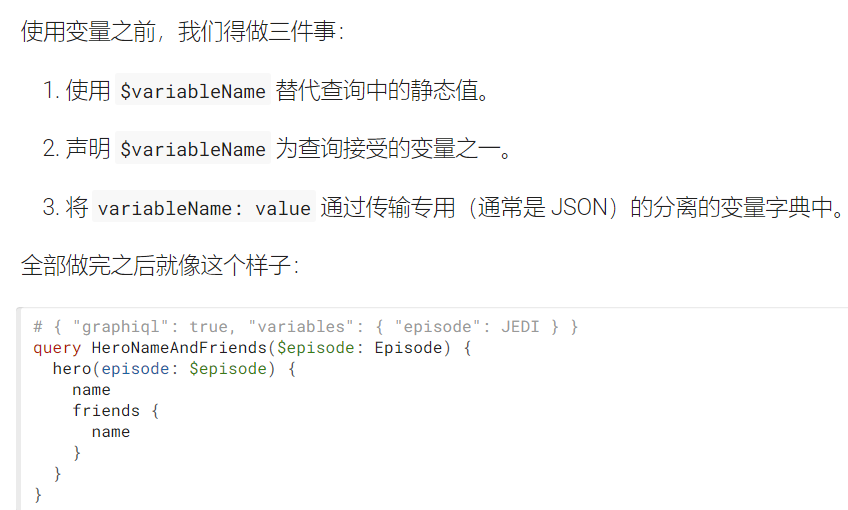 使用变量之前，我们得做三件事：
1. 使用 $variableName 替代查询中的静态值。
2. 声明 $variableName 为查询接受的变量之一。
3. 将 variableName: value 通过传输专用（通常是 JSON）的分离的变量字典中。
全部做完之后就像这个样子：
# { "graphiql": true, "variables": { "episode": JEDI } }
query HeroNameAndFriends($episode: Episode) {
  hero(episode: $episode) {
    name
    friends {
      name
    }
  }
}